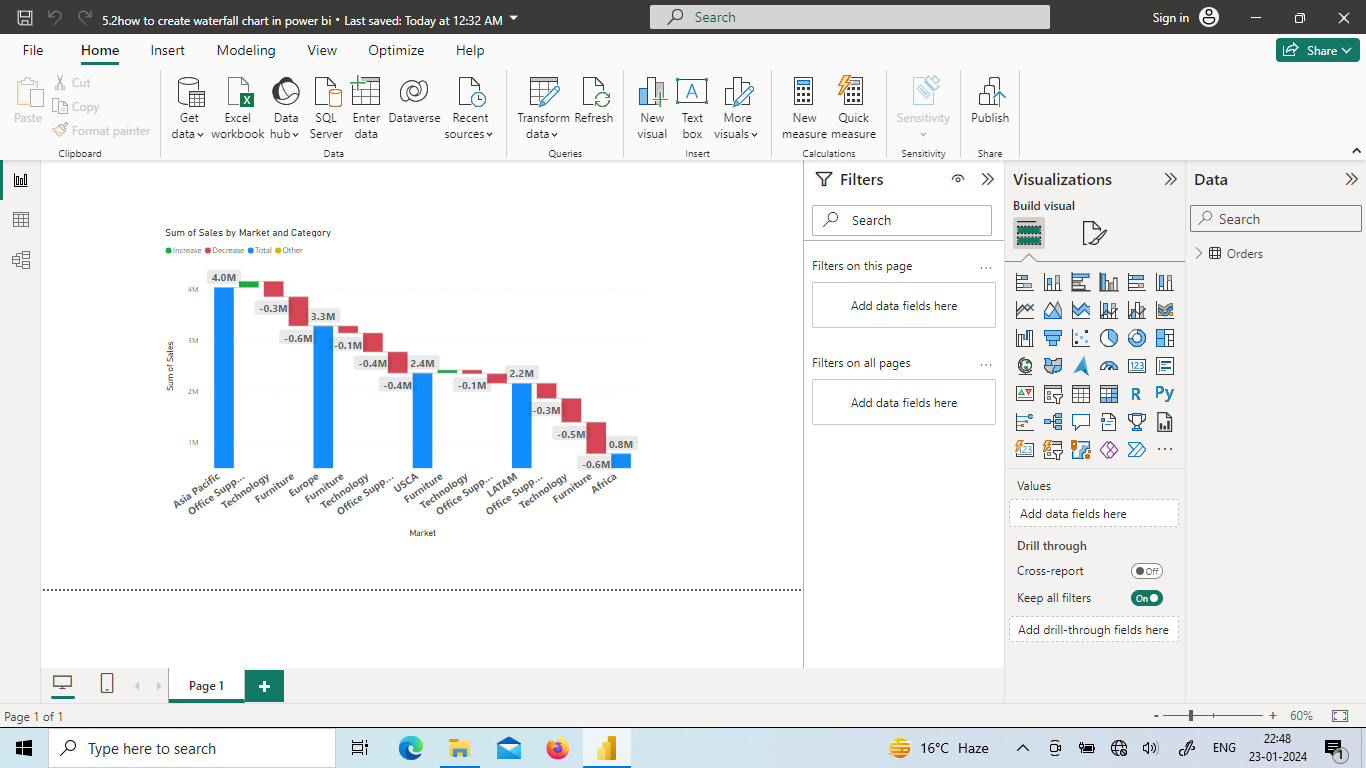 5.2how to create waterfall chart in power bi • Last saved: Today at 12:32 AM
Search
Sign in
File Home Insert Modeling View Optimize Help
Share
Paste
Cut
Copy
Format painter
Clipboard
Get data
Excel workbook
Data hub
SQL Server
Enter data
Dataverse
Recent sources
Data
Transform data
Refresh
Queries
New visual
Text box
More visuals
Insert
New measure
Quick measure
Calculations
Sensitivity
Sensitivity
Publish
Share
Sum of Sales by Market and Category
Increase Decrease Total Other
Sum of Sales
4M
3M
2M
1M
4.0M
-0.3M
-0.6M
3.3M
-0.1M
-0.4M
-0.4M
2.4M
-0.1M
2.2M
-0.3M
-0.5M
-0.6M
0.8M
Asia Pacific
Office Supp...
Technology
Furniture
Europe
Furniture
Technology
Office Supp...
USCA
Furniture
Technology
Office Supp...
LATAM
Office Supp...
Technology
Furniture
Africa
Market
Filters
Search
Filters on this page
...
Add data fields here
Filters on all pages
...
Add data fields here
Visualizations
Build visual
123
R
Py
123
...
Values
Add data fields here
Drill through
Cross-report
Off
Keep all filters
On
Add drill-through fields here
Data
Search
Orders
Page 1
+
Page 1 of 1
- + 60%
Type here to search
16°C Haze
ENG
22:48
23-01-2024
1